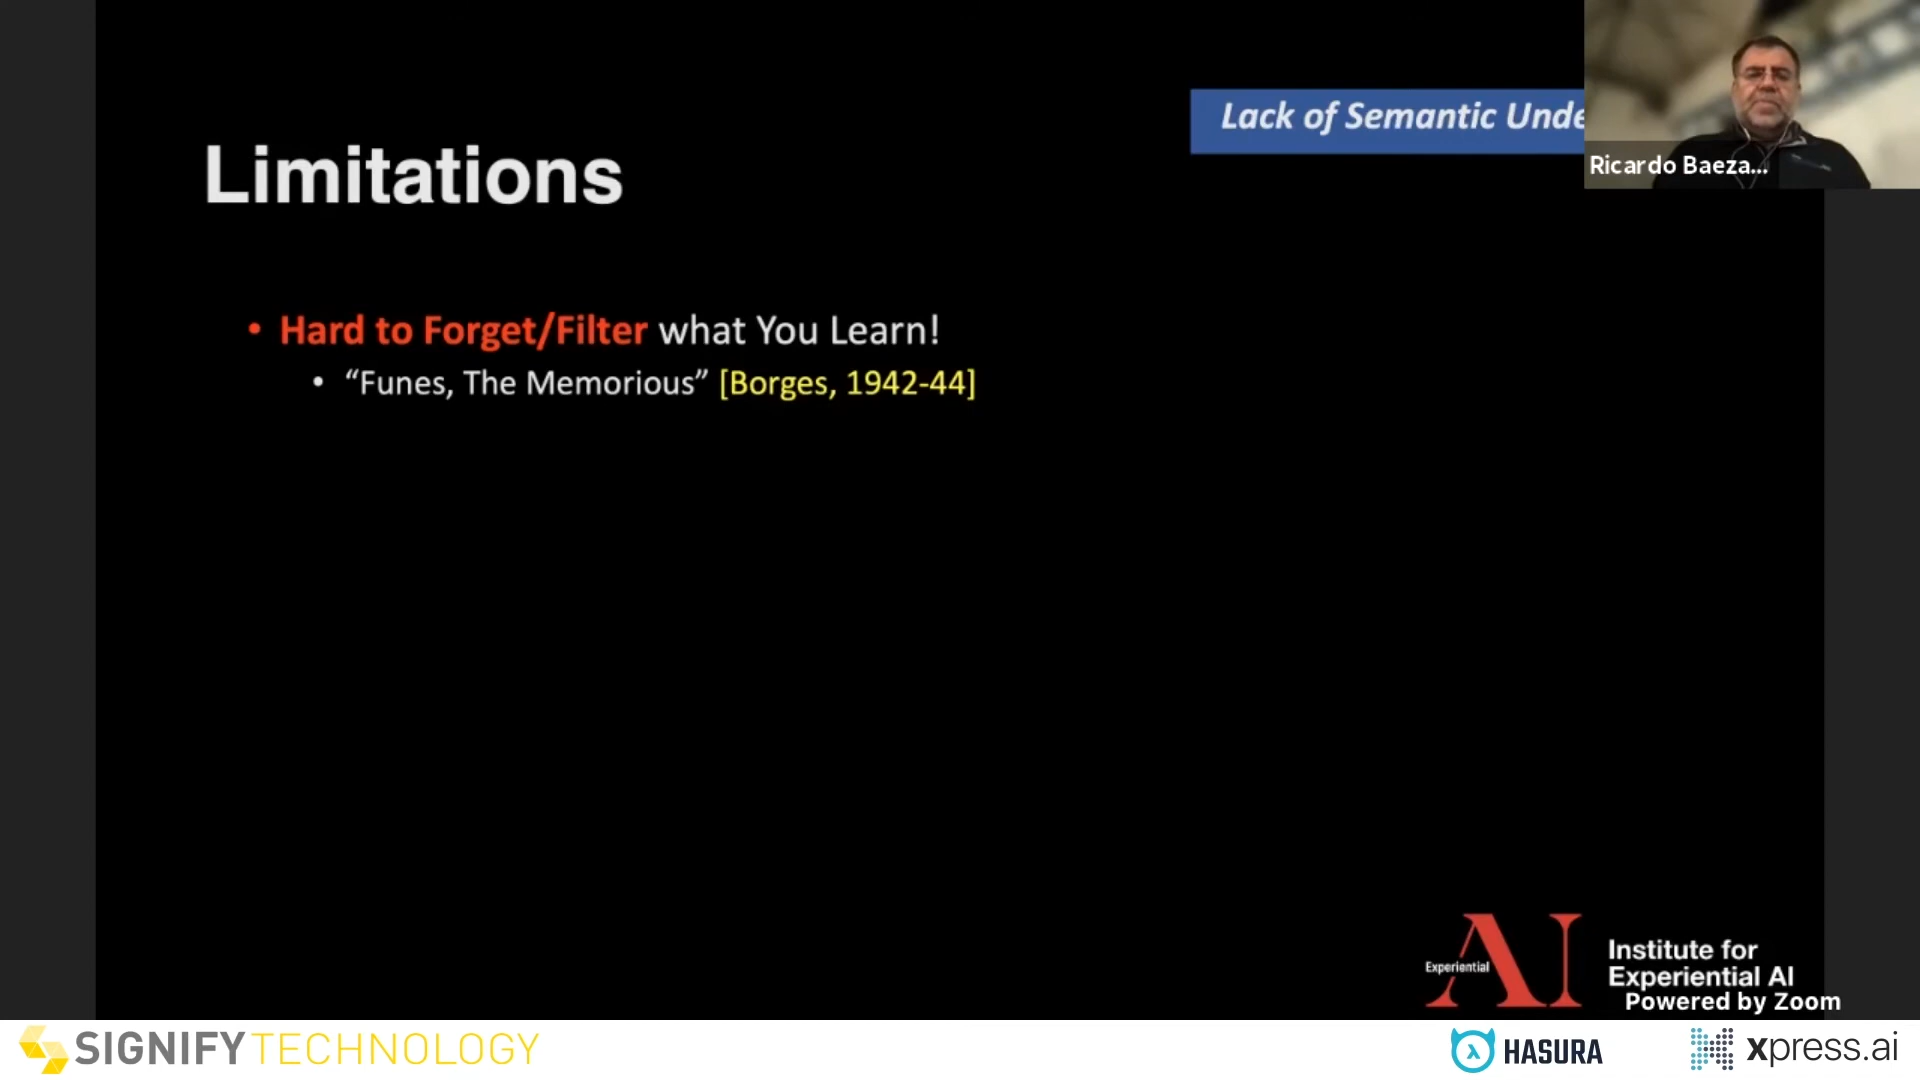 Lack of Semantic Unde
Ricardo Baeza...
Limitations
• Hard to Forget/Filter what You Learn!
• “Funes, The Memorious” [Borges, 1942-44]
Experiential
AI
Institute for
Experiential AI
Powered by Zoom
SIGNIFY TECHNOLOGY
HASURA
xpress.ai